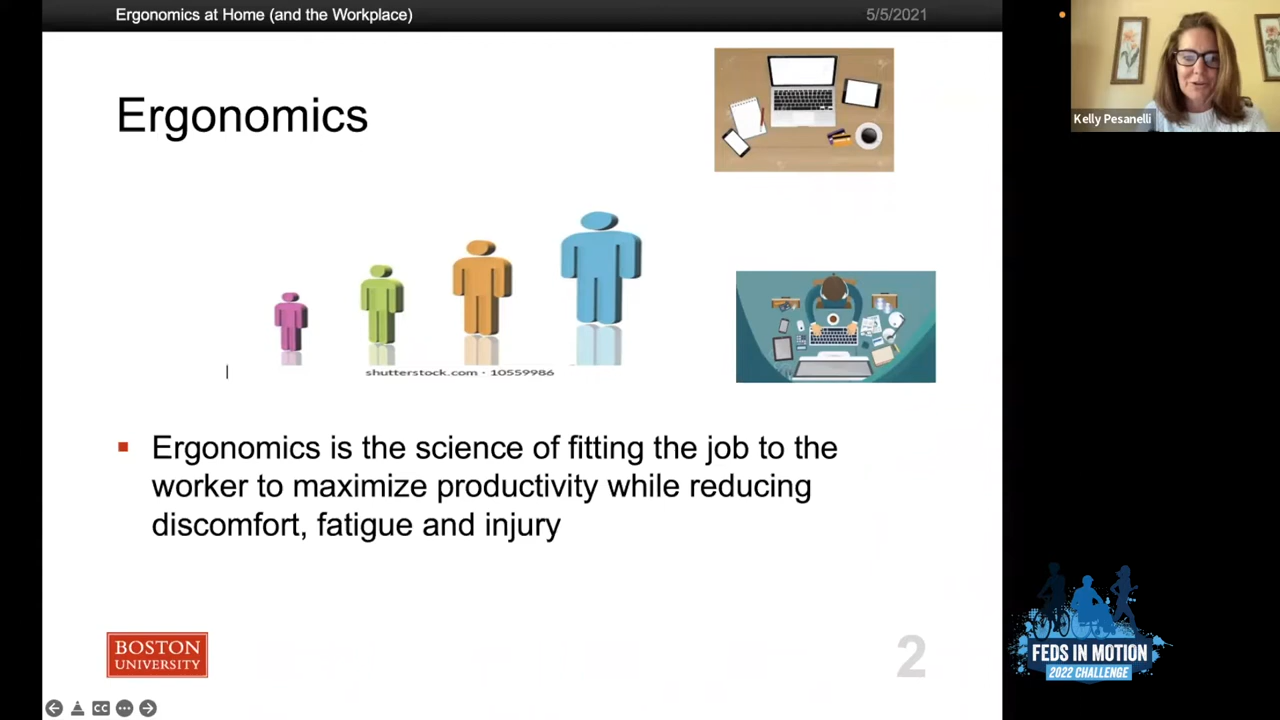 Ergonomics at Home (and the Workplace)
5/5/2021
Kelly Pesanelli
Ergonomics
shutterstock.com · 10559986
Ergonomics is the science of fitting the job to the
worker to maximize productivity while reducing
discomfort, fatigue and injury
BOSTON
UNIVERSITY
2
FEDS IN MOTION
2022 CHALLENGE
CC